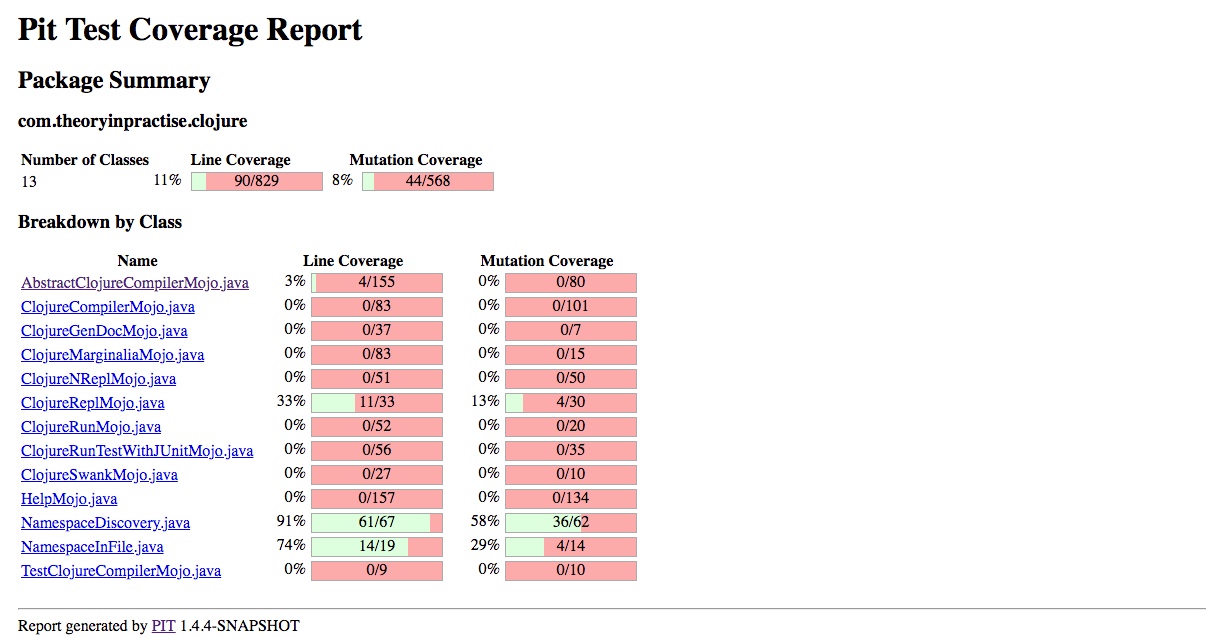 Pit Test Coverage Report
Package Summary
com.theoryinpractise.clojure
Number of Classes Line Coverage Mutation Coverage
13 11% 90/829 8% 44/568
Breakdown by Class
Name Line Coverage Mutation Coverage
AbstractClojureCompilerMojo.java 3% 4/155 0% 0/80
ClojureCompilerMojo.java 0% 0/83 0% 0/101
ClojureGenDocMojo.java 0% 0/37 0% 0/7
ClojureMarginaliaMojo.java 0% 0/83 0% 0/15
ClojureNReplMojo.java 0% 0/51 0% 0/50
ClojureReplMojo.java 33% 11/33 13% 4/30
ClojureRunMojo.java 0% 0/52 0% 0/20
ClojureRunTestWithJUnitMojo.java 0% 0/56 0% 0/35
ClojureSwankMojo.java 0% 0/27 0% 0/10
HelpMojo.java 0% 0/157 0% 0/134
NamespaceDiscovery.java 91% 61/67 58% 36/62
NamespaceInFile.java 74% 14/19 29% 4/14
TestClojureCompilerMojo.java 0% 0/9 0% 0/10
Report generated by PIT 1.4.4-SNAPSHOT